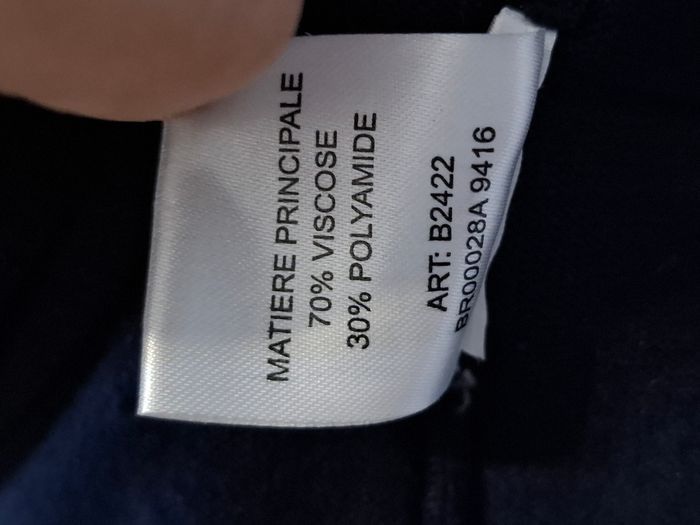 MATIERE PRINCIPALE
70% VISCOSE
30% POLYAMIDE
ART: B2422
BR00028A 9416